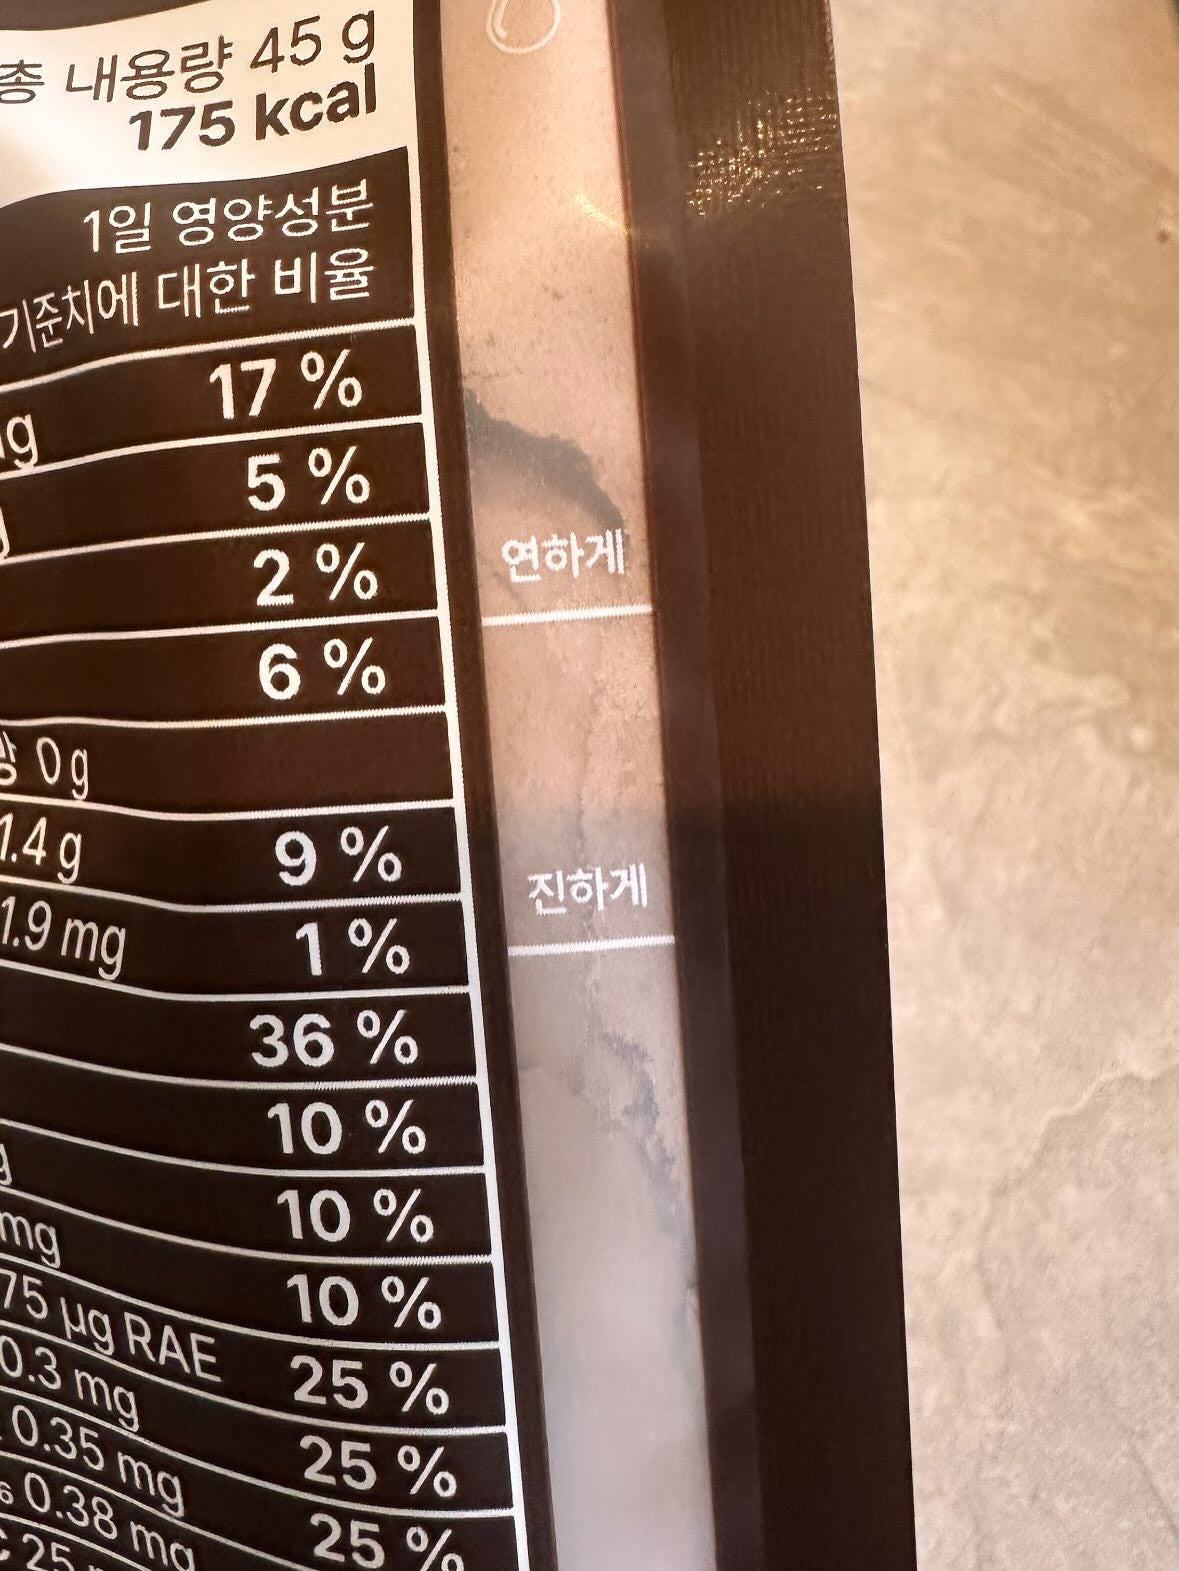 총 내용량 45 g
175 kcal
1일 영양성분
기준치에 대한 비율
17 %
5 %
2 %
6 %
0 g
1.4 g 9 %
1.9 mg 1 %
36 %
10 %
10 %
mg 10 %
75 µg RAE 25 %
0.3 mg 25 %
0.35 mg 25 %
0.38 mg
C 25
연하게
진하게